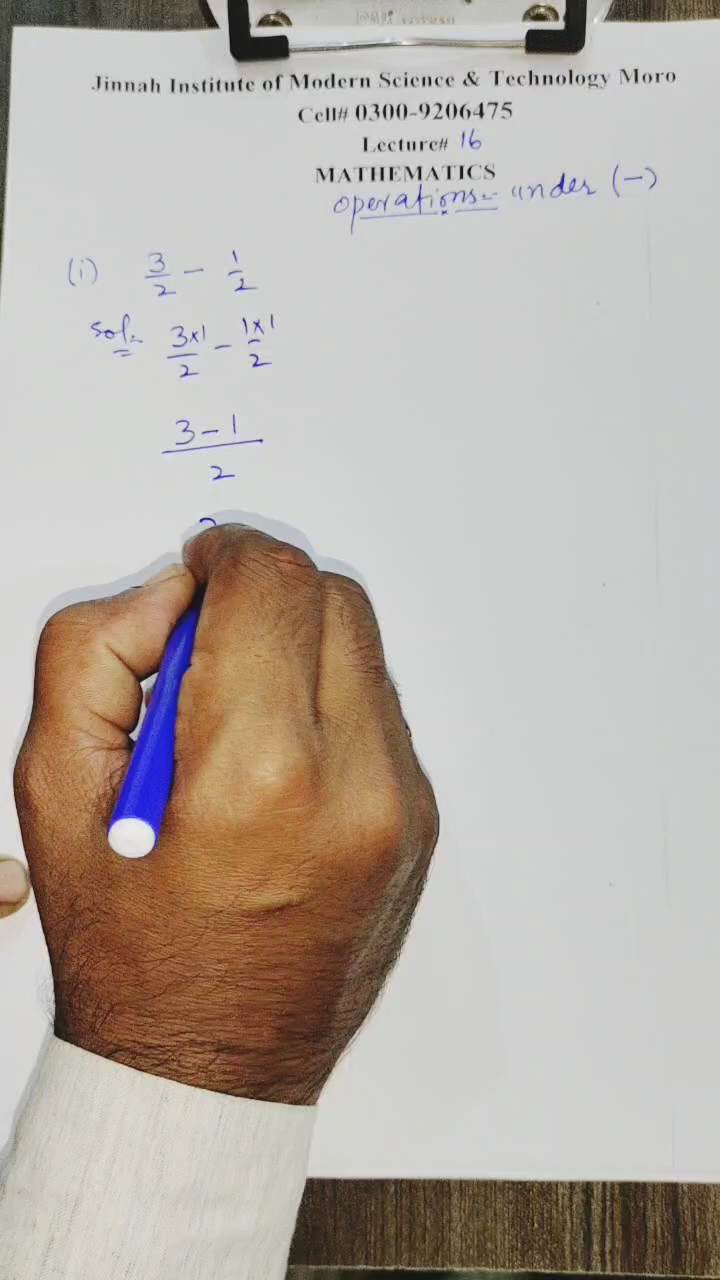 Jinnah Institute of Modern Science & Technology Moro
Cell# 0300-9206475
Lecture# 16
MATHEMATICS
operations:- under (-)
(i) 3/2 - 1/2
Sol:- 3×1/2 - 1×1/2
3-1/2